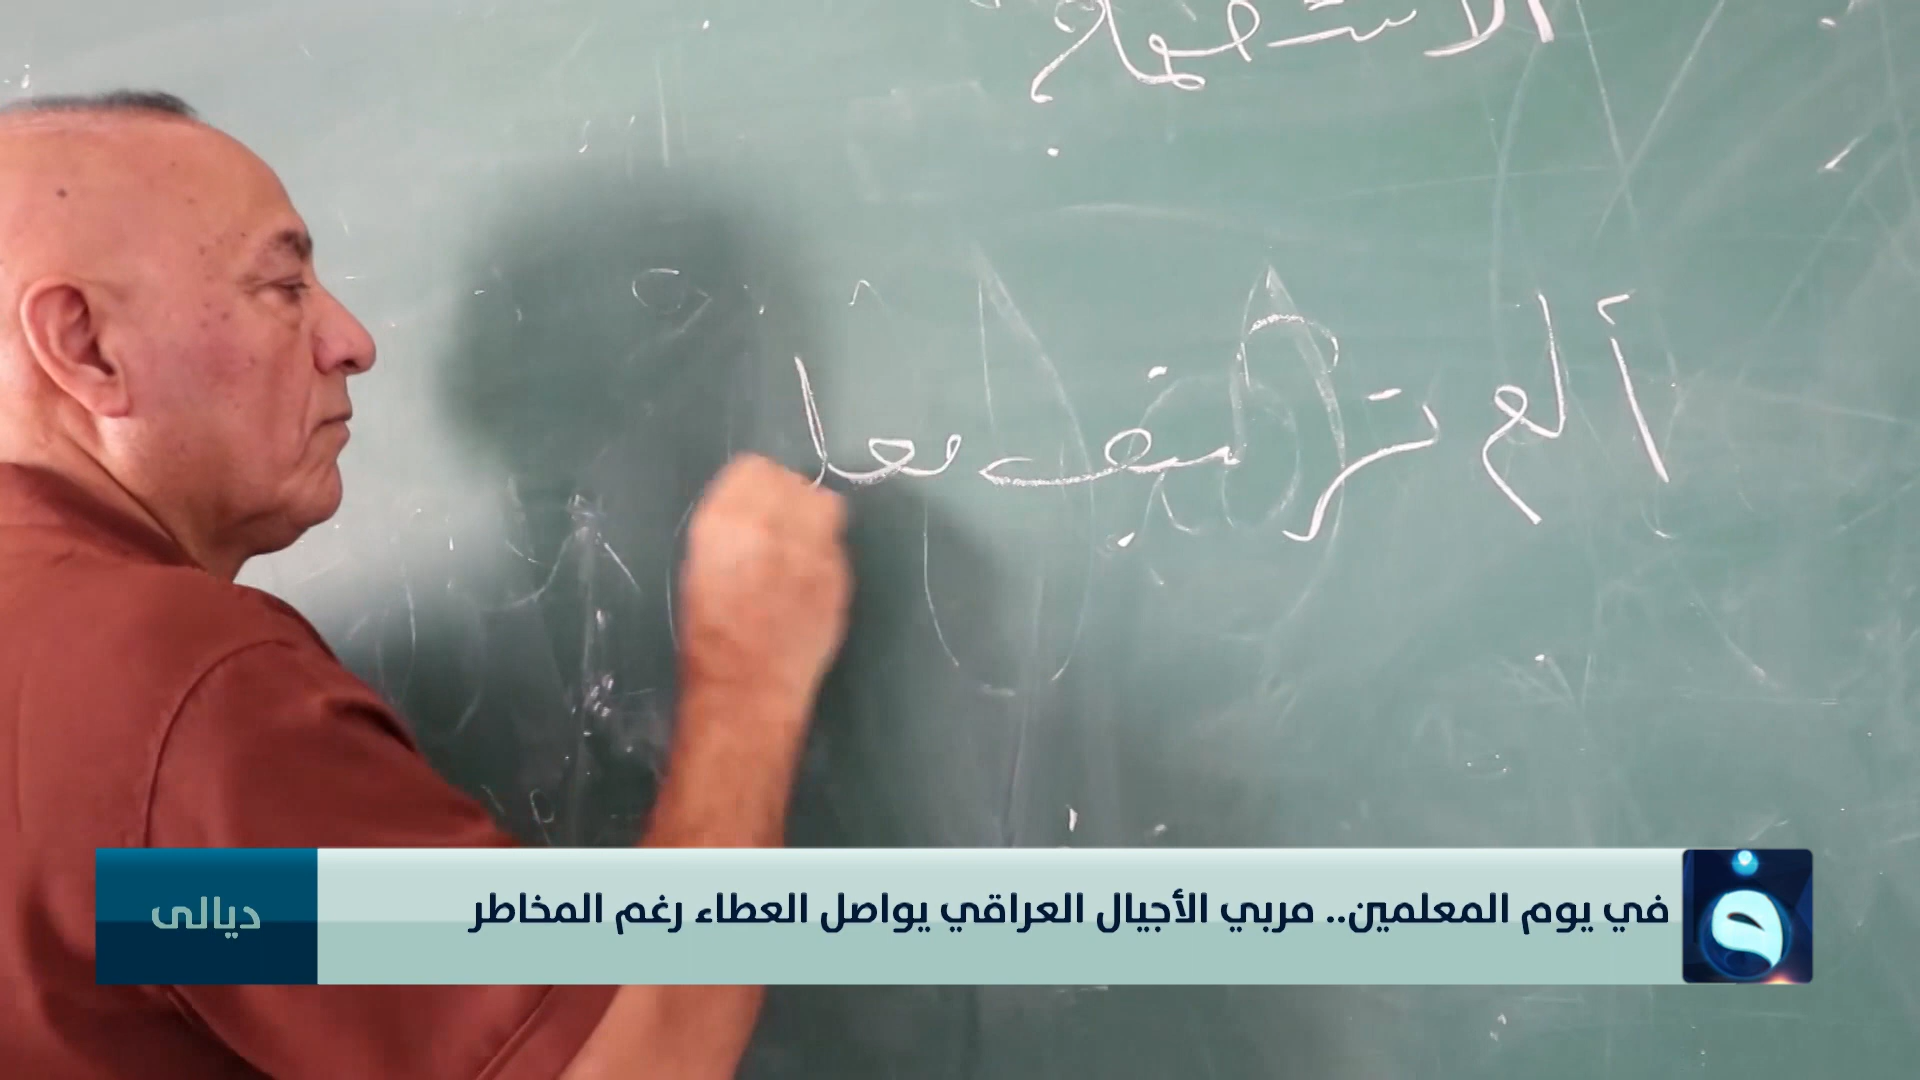 الاستفهام
ألم تر كيف فعل
في يوم المعلمين.. مربي الأجيال العراقي يواصل العطاء رغم المخاطر
ديالى